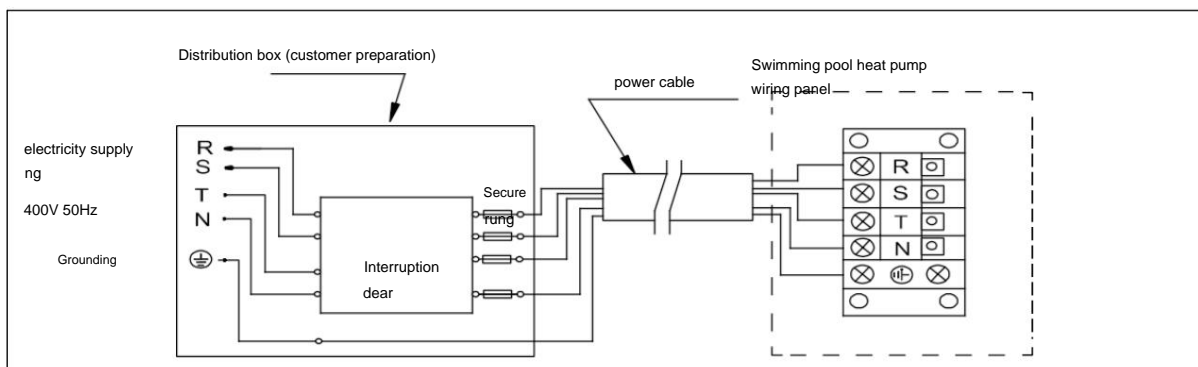 Distribution box (customer preparation)
power cable
Swimming pool heat pump
wiring panel
electricity supply
ng
400V 50Hz
Grounding
R
S
T
N
Secure
rung
Interruption
dear
R
S
T
N